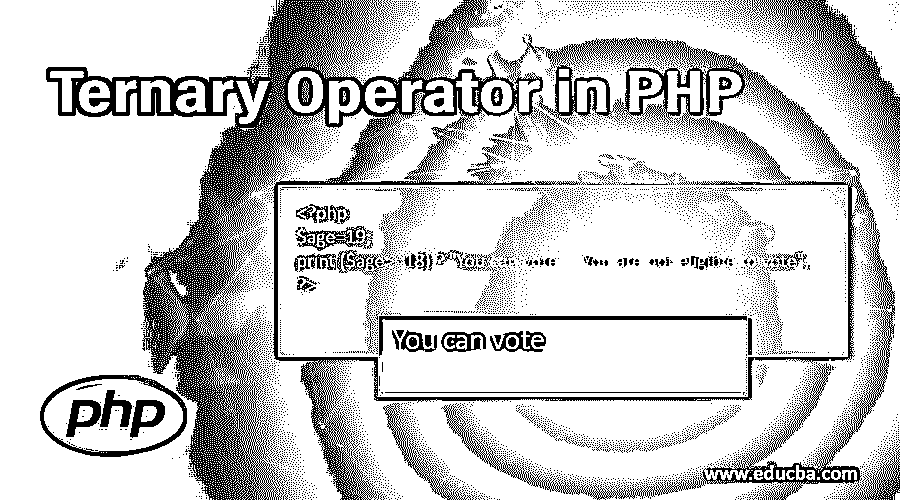 Ternary Operator in PHP
<?php
$age=19;
print ($age 18) ? "You vote You are not eligible to vote";
?>
You can vote
php
www.educba.com